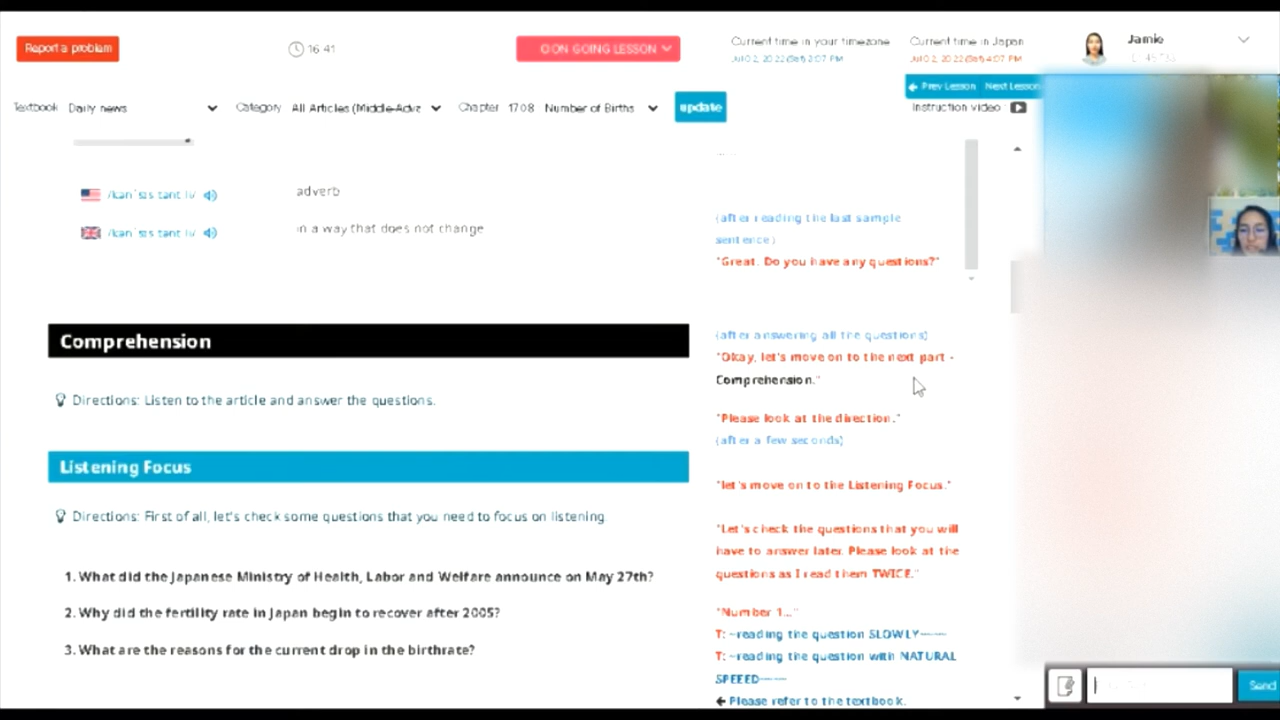 Report a problem
16:41
ON GOING LESSON
Current time in your timezone
Current time in Japan
Jamie
Prev Lesson Next Lesson
Textbook Daily news
Category All Articles (Middle-Adv
Chapter 1708 Number of Births
update
Instruction video
adverb
in a way that does not change
(after reading the last sample
sentence)
"Great. Do you have any questions?"
Comprehension
(after answering all the questions)
"Okay, let's move on to the next part -
Comprehension."
Directions: Listen to the article and answer the questions.
"Please look at the direction."
(after a few seconds)
Listening Focus
"let's move on to the Listening Focus."
Directions: First of all, let's check some questions that you need to focus on listening.
"Let's check the questions that you will
have to answer later. Please look at the
questions as I read them TWICE."
1. What did the Japanese Ministry of Health, Labor and Welfare announce on May 27th?
2. Why did the fertility rate in Japan begin to recover after 2005?
3. What are the reasons for the current drop in the birthrate?
"Number 1..."
T: ~reading the question SLOWLY~~~
T: ~reading the question with NATURAL
SPEEED~~~
Please refer to the textbook.
Send